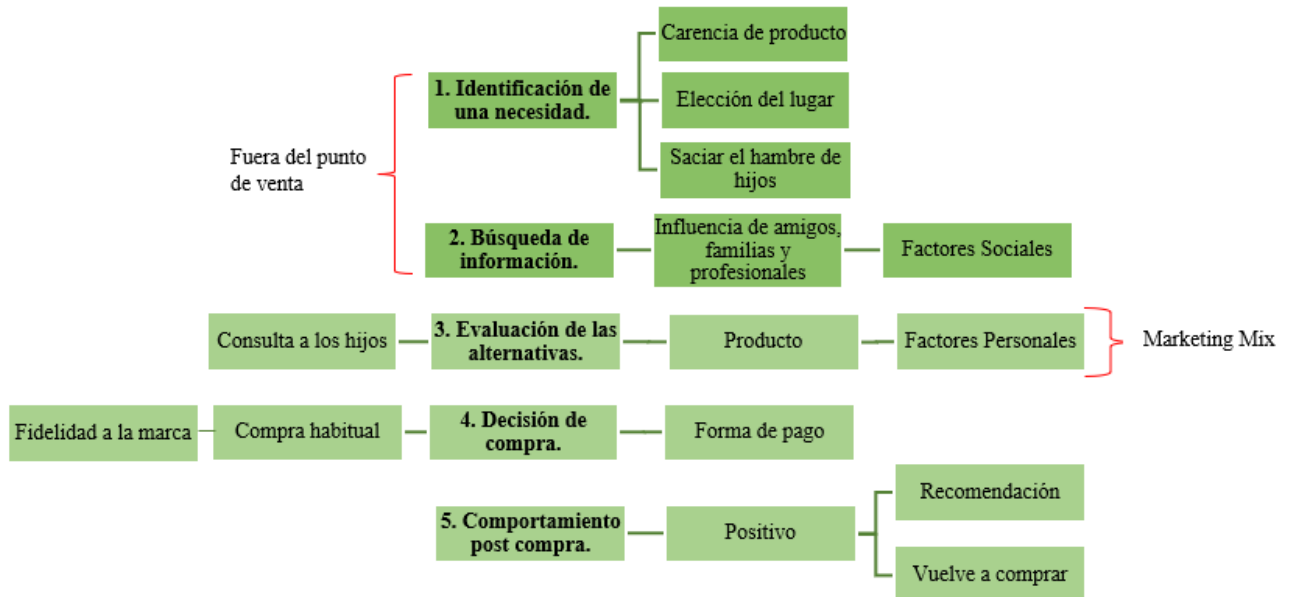 Carencia de producto
1. Identificación de
una necesidad.
Elección del lugar
Saciar el hambre de
hijos
Fuera del punto
de venta
2. Búsqueda de
información.
Influencia de amigos,
familias y
profesionales
Factores Sociales
Consulta a los hijos
3. Evaluación de las
alternativas.
Producto
Factores Personales
Marketing Mix
Fidelidad a la marca
Compra habitual
4. Decisión de
compra.
Forma de pago
5. Comportamiento
post compra.
Positivo
Recomendación
Vuelve a comprar